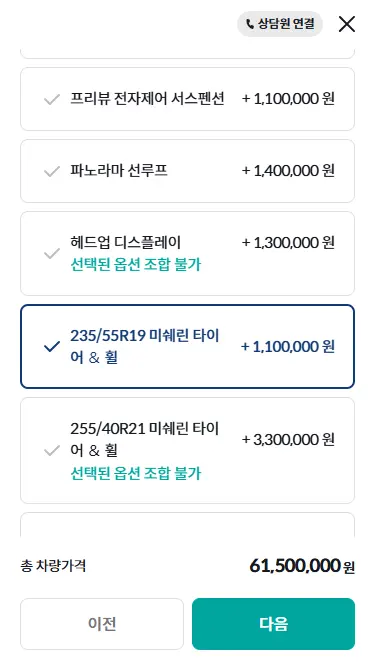 상담원 연결
프리뷰 전자제어 서스펜션 + 1,100,000 원
파노라마 선루프 + 1,400,000 원
헤드업 디스플레이 + 1,300,000 원
선택된 옵션 조합 불가
235/55R19 미쉐린 타이
어 & 휠 + 1,100,000 원
255/40R21 미쉐린 타이
어 & 휠 + 3,300,000 원
선택된 옵션 조합 불가
총 차량가격 61,500,000 원
이전 다음